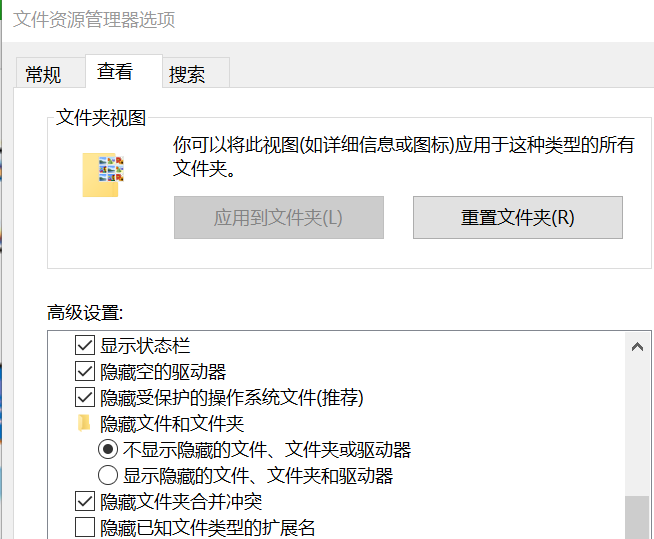 文件资源管理器选项
常规
查看
搜索
文件夹视图
你可以将此视图(如详细信息或图标)应用于这种类型的所有
文件夹。
应用到文件夹(L)
重置文件夹(R)
高级设置:
显示状态栏
隐藏空的驱动器
隐藏受保护的操作系统文件(推荐)
隐藏文件和文件夹
不显示隐藏的文件、文件夹或驱动器
显示隐藏的文件、文件夹和驱动器
隐藏文件夹合并冲突
隐藏已知文件类型的扩展名